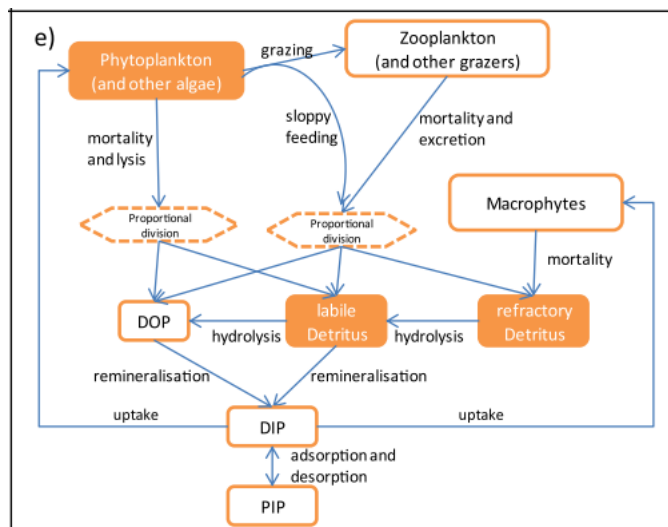 e)
Phytoplankton
(and other algae)
grazing
Zooplankton
(and other grazers)
mortality
and lysis
sloppy
feeding
mortality and
excretion
Macrophytes
Proportional
division
Proportional
division
mortality
DOP
labile
Detritus
refractory
Detritus
hydrolysis
hydrolysis
remineralisation
remineralisation
uptake
DIP
uptake
adsorption and
desorption
PIP